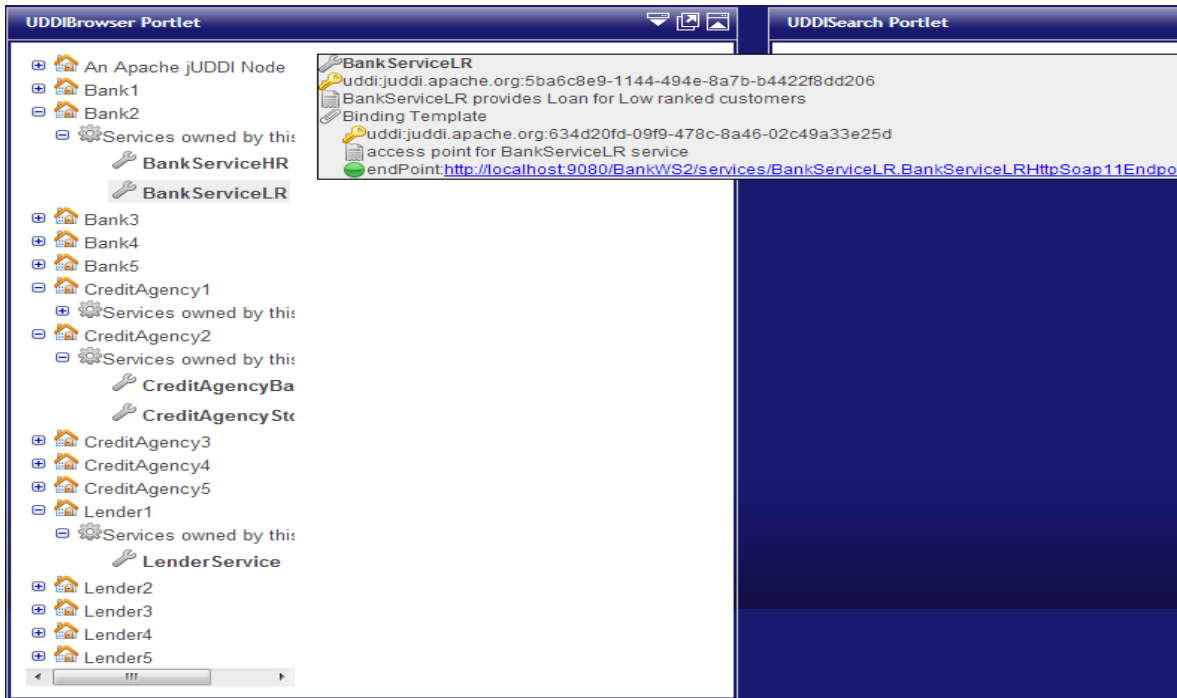 UDDIBrowser Portlet
An Apache jUDDI Node
Bank1
Bank2
Services owned by this
BankServiceHR
BankServiceLR
Bank3
Bank4
Bank5
CreditAgency1
Services owned by this
CreditAgency2
Services owned by this
CreditAgencyBa
CreditAgencySto
CreditAgency3
CreditAgency4
CreditAgency5
Lender1
Services owned by this
LenderService
Lender2
Lender3
Lender4
Lender5
BankServiceLR
uddi:juddi.apache.org:5ba6c8e9-1144-494e-8a7b-b4422f8dd206
BankServiceLR provides Loan for Low ranked customers
Binding Template
uddi:juddi.apache.org:634d20fd-09f9-478c-8a46-02c49a33e25d
access point for BankServiceLR service
endPoint:http://localhost:9080/BankWS2/services/BankServiceLR.BankServiceLRHttpSoap11Endpo
UDDISearch Portlet